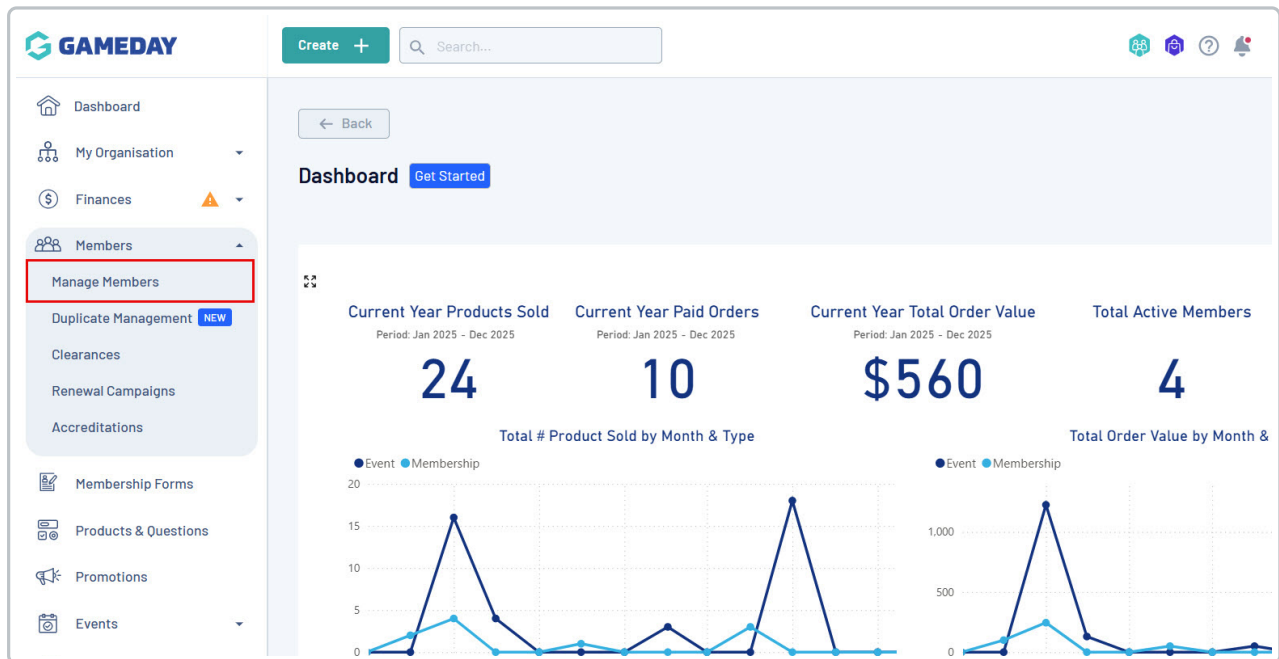 GAMEDAY
Create +
Search...
Dashboard
My Organisation
Finances
Members
Manage Members
Duplicate Management NEW
Clearances
Renewal Campaigns
Accreditations
Membership Forms
Products & Questions
Promotions
Events
← Back
Dashboard Get Started
Current Year Products Sold
Period: Jan 2025 - Dec 2025
24
Current Year Paid Orders
Period: Jan 2025 - Dec 2025
10
Current Year Total Order Value
Period: Jan 2025 - Dec 2025
$560
Total Active Members
4
Total # Product Sold by Month & Type
Event Membership
20
15
10
5
0
Total Order Value by Month &
Event Membership
1,000
500
0